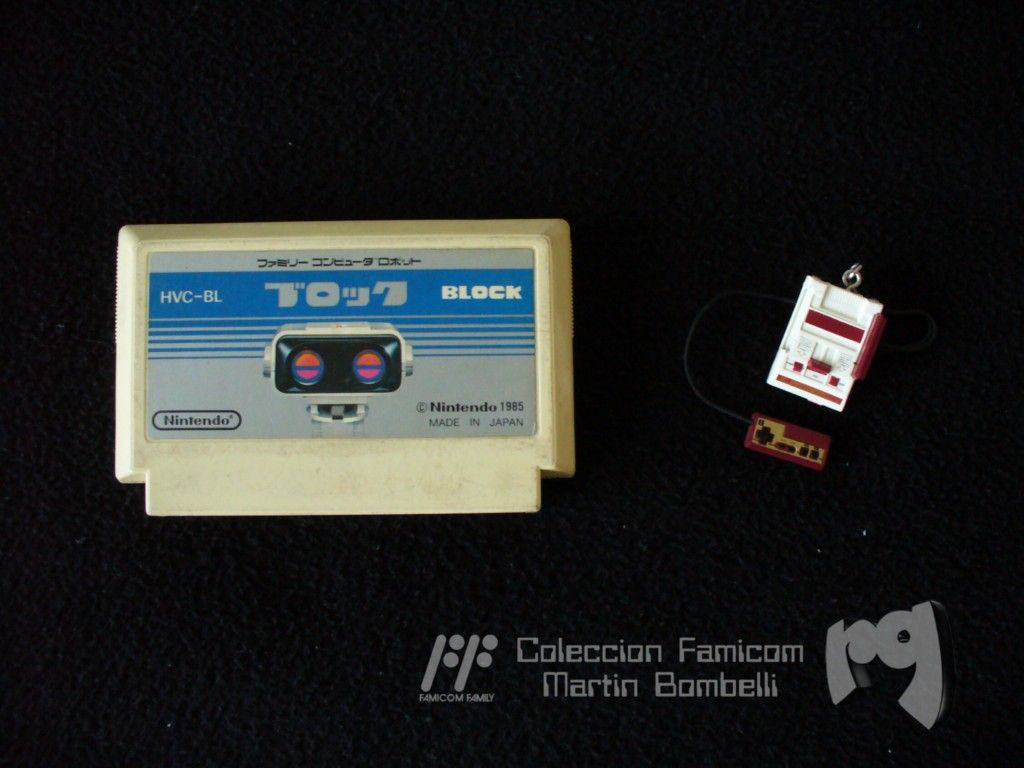 ファミリー コンピュータ ロボット
HVC-BL ブロック BLOCK
Nintendo®
©Nintendo 1985
MADE IN JAPAN
FAMICOM FAMILY
Coleccion Famicom
Martin Bombelli
rg